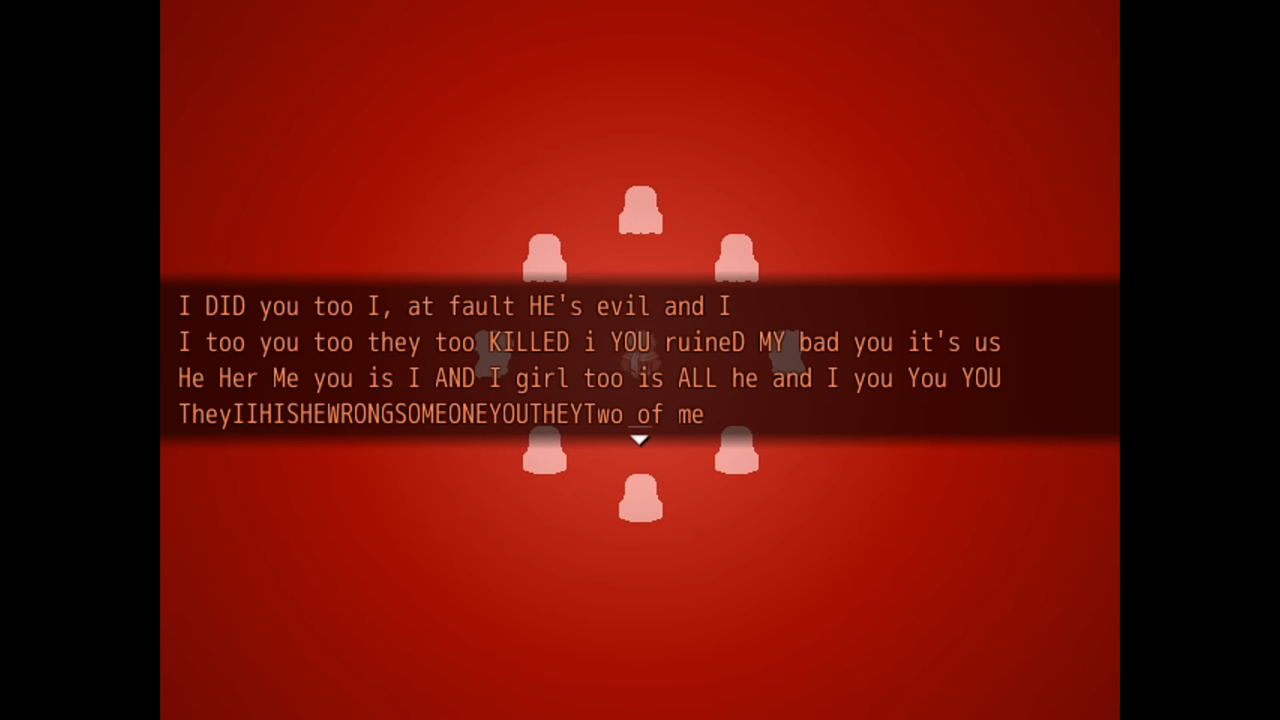 I DID you too I, at fault HE's evil and I
I too you too they too KILLED i YOU ruineD MY bad you it's us
He Her Me you is I AND I girl too is ALL he and I you You YOU
TheyIIHISHEWRONGSOMEONEYOUTHEYTwo of me